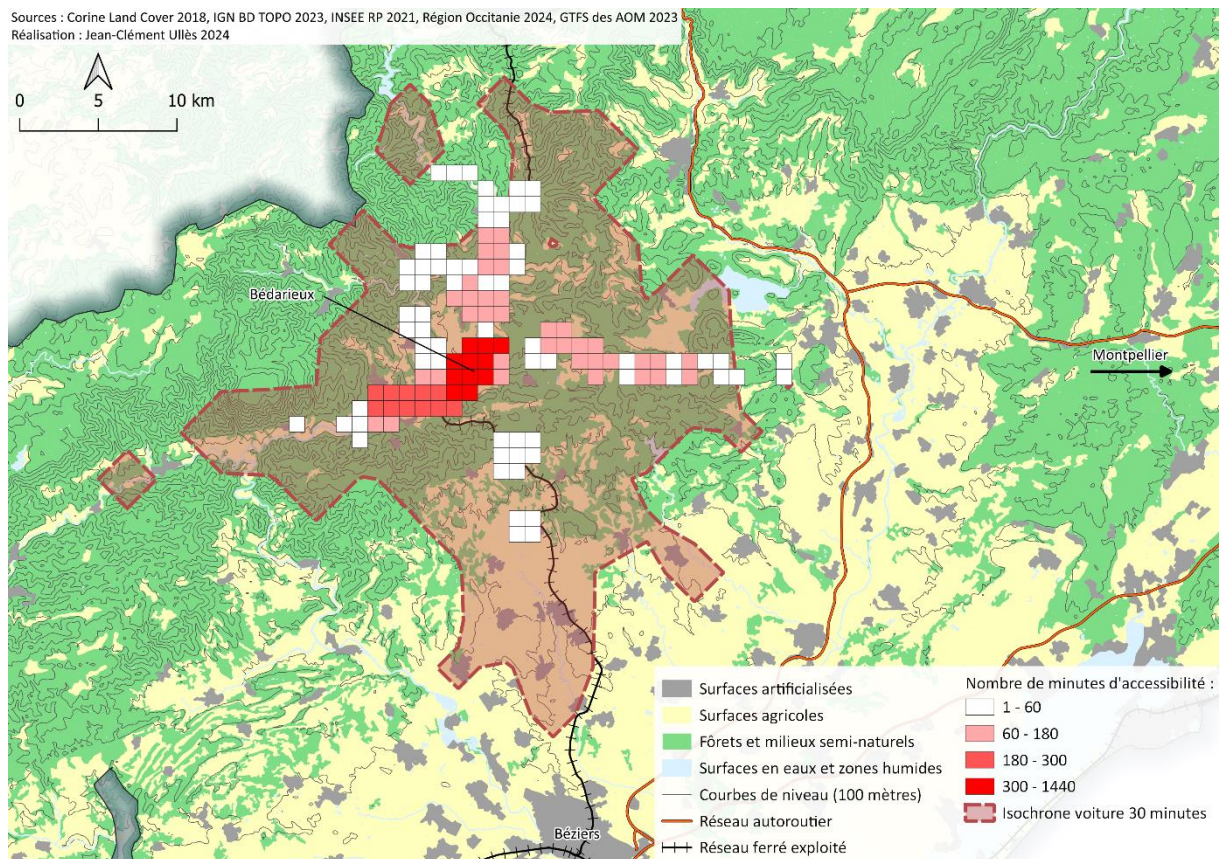 Sources : Corine Land Cover 2018, IGN BD TOPO 2023, INSEE RP 2021, Région Occitanie 2024, GTFS des AOM 2023
Réalisation : Jean-Clément Ullès 2024
0 5 10 km
Bédarieux
Montpellier
Béziers
Surfaces artificialisées
Surfaces agricoles
Fôrets et milieux semi-naturels
Surfaces en eaux et zones humides
Courbes de niveau (100 mètres)
Réseau autoroutier
Réseau ferré exploité
Nombre de minutes d'accessibilité :
1 - 60
60 - 180
180 - 300
300 - 1440
Isochrone voiture 30 minutes